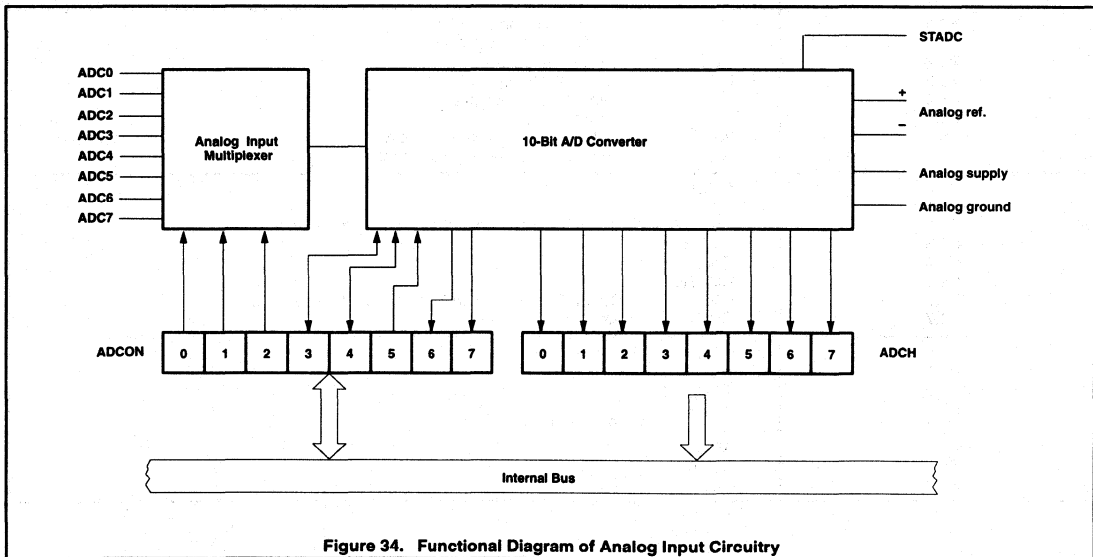 STADC
ADC0
ADC1
ADC2
ADC3
ADC4
ADC5
ADC6
ADC7
Analog Input
Multiplexer
10-Bit A/D Converter
+
Analog ref.
–
Analog supply
Analog ground
ADCON
0 1 2 3 4 5 6 7
0 1 2 3 4 5 6 7
ADCH
Internal Bus
Figure 34. Functional Diagram of Analog Input Circuitry